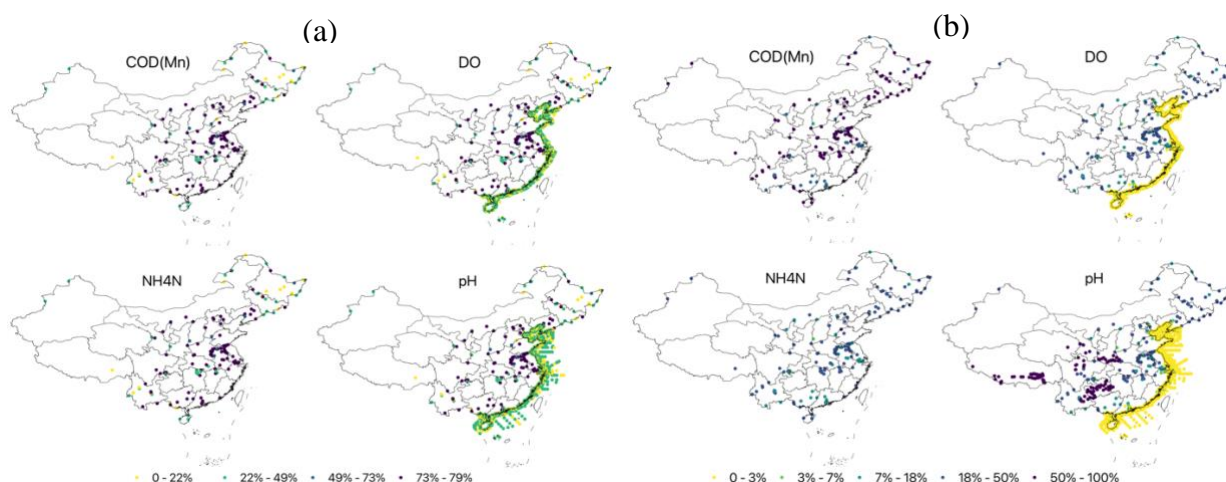 (a) (b)
COD(Mn) DO COD(Mn) DO
NH4N pH NH4N pH
0 - 22% 22% - 49% 49% - 73% 73% - 79% 0 - 3% 3% - 7% 7% - 18% 18% - 50% 50% - 100%